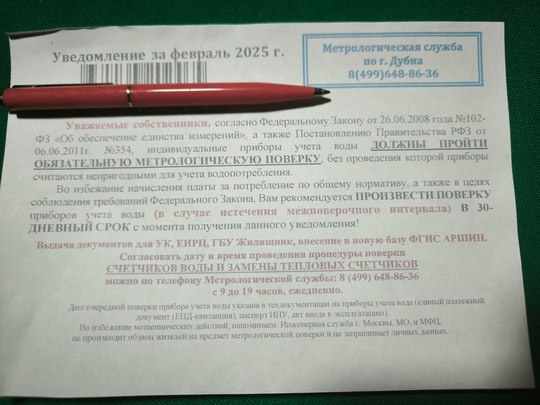 Уведомление за февраль 2025 г.
Метрологическая служба
по г. Дубна
8(499)648-86-36
Уважаемые собственники, согласно Федеральному Закону от 26.06.2008 года №102-
ФЗ «Об обеспечение единства измерений», а также Постановлению Правительства РФЗ от
06.06.2011г. №354, индивидуальные приборы учета воды ДОЛЖНЫ ПРОЙТИ
ОБЯЗАТЕЛЬНУЮ МЕТРОЛОГИЧЕСКУЮ ПОВЕРКУ, без проведения которой приборы
считаются непригодными для учета водопотребления.
Во избежание начисления платы за потребление по общему нормативу, а также в целях
соблюдения требований Федерального Закона, Вам рекомендуется ПРОИЗВЕСТИ ПОВЕРКУ
приборов учета воды (в случае истечения межповерочного интервала) В 30-
ДНЕВНЫЙ СРОК с момента получения данного уведомления!
Выдача документов для УК, ЕИРЦ, ГБУ Жилищник, внесение в новую базу ФГИС АРШИН.
Согласовать дату и время проведения процедуры поверки
СЧЕТЧИКОВ ВОДЫ И ЗАМЕНЫ ТЕПЛОВЫХ СЧЕТЧИКОВ
можно по телефону Метрологической службы: 8 (499) 648-86-36
с 9 до 19 часов, ежедневно.
Дата очередной поверки прибора учета воды указана в техдокументации на приборы учета воды (единый платежный
документ (ЕПД-квитанция), паспорт ИПУ, акт ввода в эксплуатацию).
Во избежание мошеннических действий, напоминаем: Инженерная служба г. Москвы, МО, и МФЦ,
не производит обзвон жителей на предмет метрологической поверки и не запрашивает личных данных.